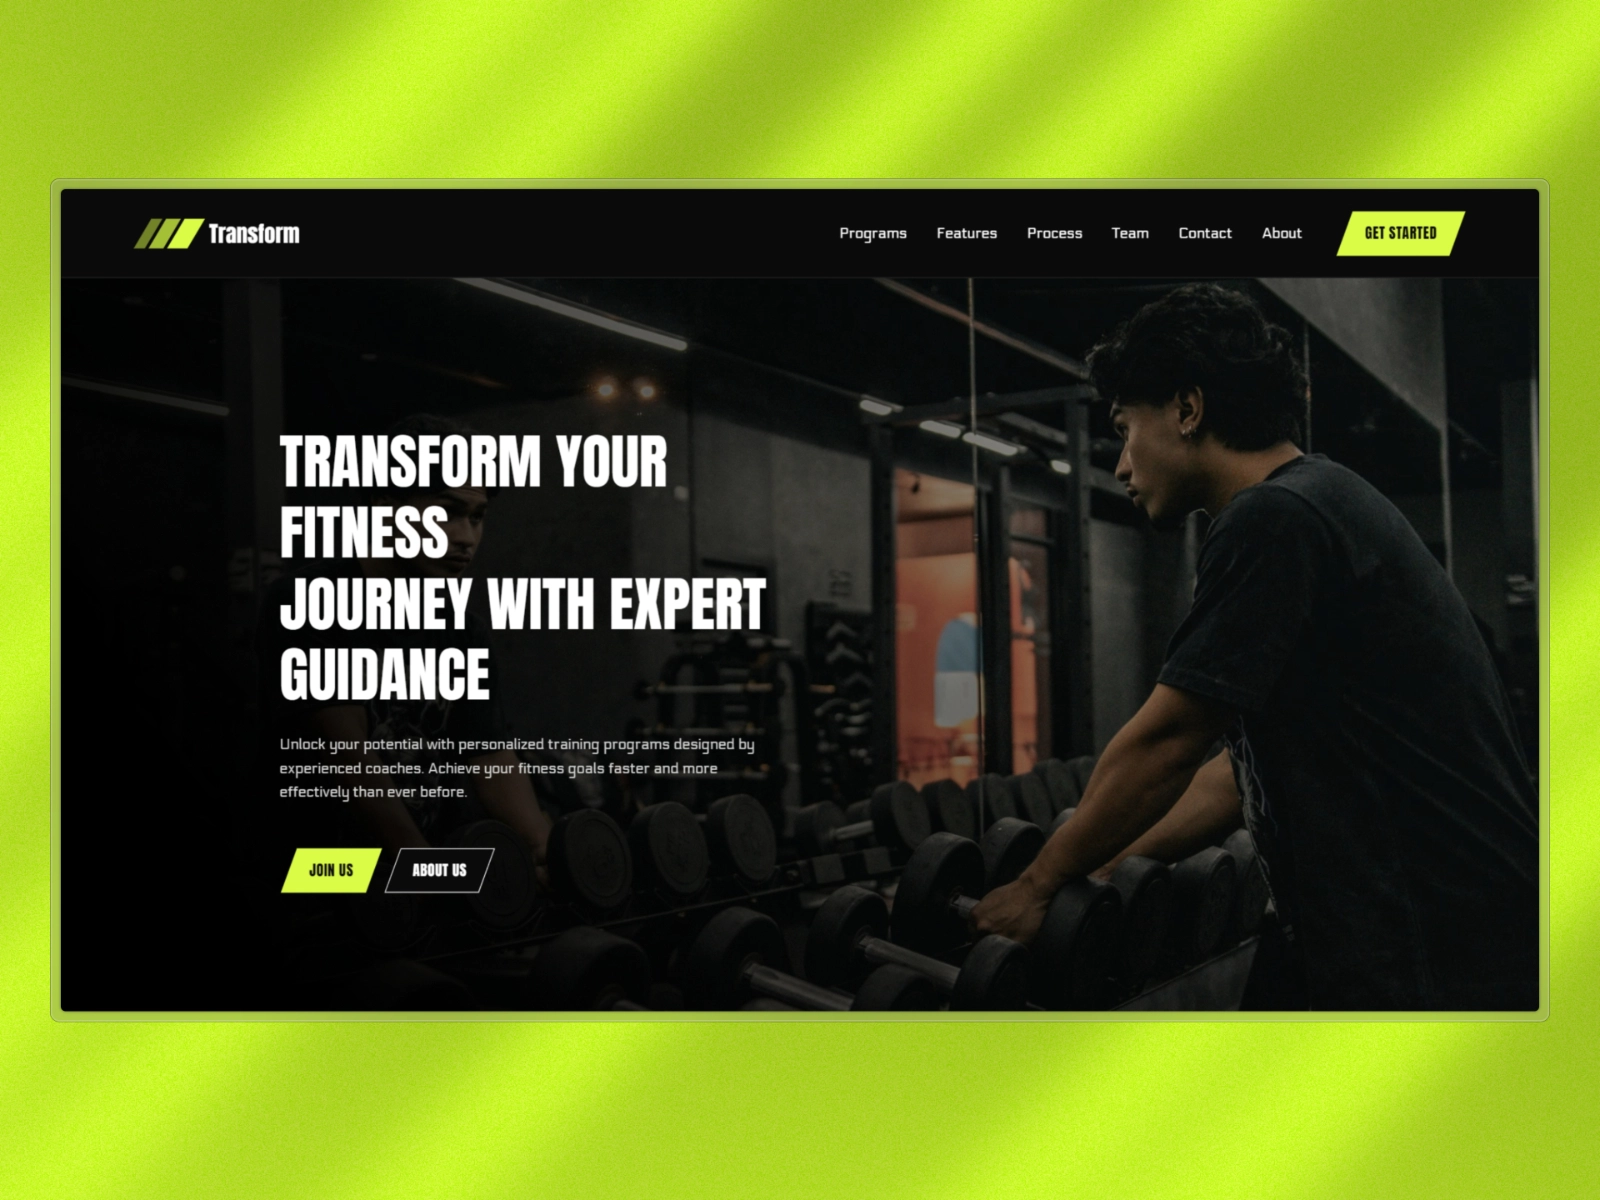 Transform
Programs Features Process Team Contact About GET STARTED
TRANSFORM YOUR
FITNESS
JOURNEY WITH EXPERT
GUIDANCE
Unlock your potential with personalized training programs designed by
experienced coaches. Achieve your fitness goals faster and more
effectively than ever before.
JOIN US ABOUT US